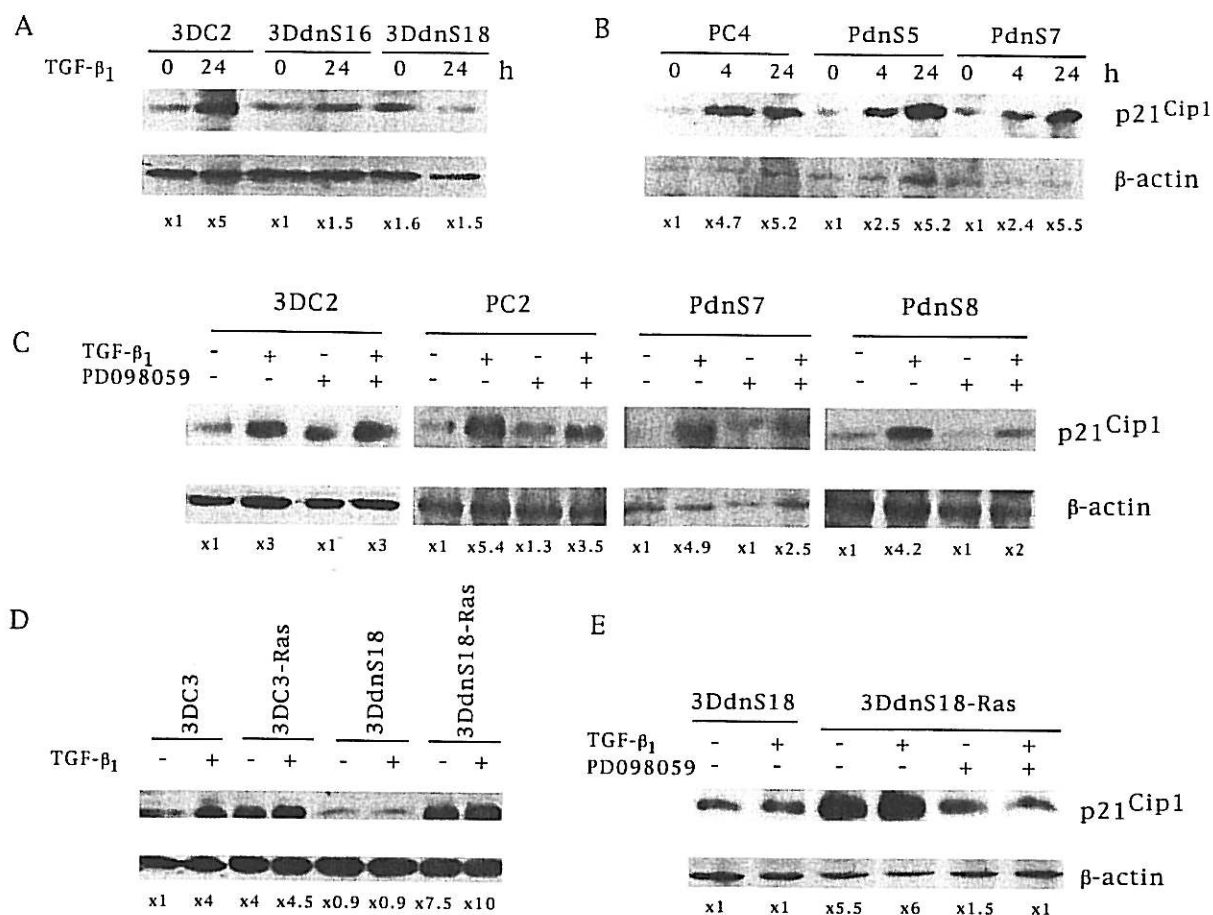 A
3DC2 3DdnS16 3DdnS18
TGF-β1 0 24 0 24 0 24 h
x1 x5 x1 x1.5 x1.6 x1.5
B
PC4 PdnS5 PdnS7
0 4 24 0 4 24 0 4 24 h
p21Cip1
β-actin
x1 x4.7 x5.2 x1 x2.5 x5.2 x1 x2.4 x5.5
C
3DC2 PC2 PdnS7 PdnS8
TGF-β1 - + - + - + - + - + - + - + - +
PD098059 - - + + - - + + - - + + - - + +
p21Cip1
β-actin
x1 x3 x1 x3 x1 x5.4 x1.3 x3.5 x1 x4.9 x1 x2.5 x1 x4.2 x1 x2
D
3DC3
3DC3-Ras
3DdnS18
3DdnS18-Ras
TGF-β1 - + - + - + - +
x1 x4 x4 x4.5 x0.9 x0.9 x7.5 x10
E
3DdnS18 3DdnS18-Ras
TGF-β1 - + - + - +
PD098059 - - - - + +
p21Cip1
β-actin
x1 x1 x5.5 x6 x1.5 x1